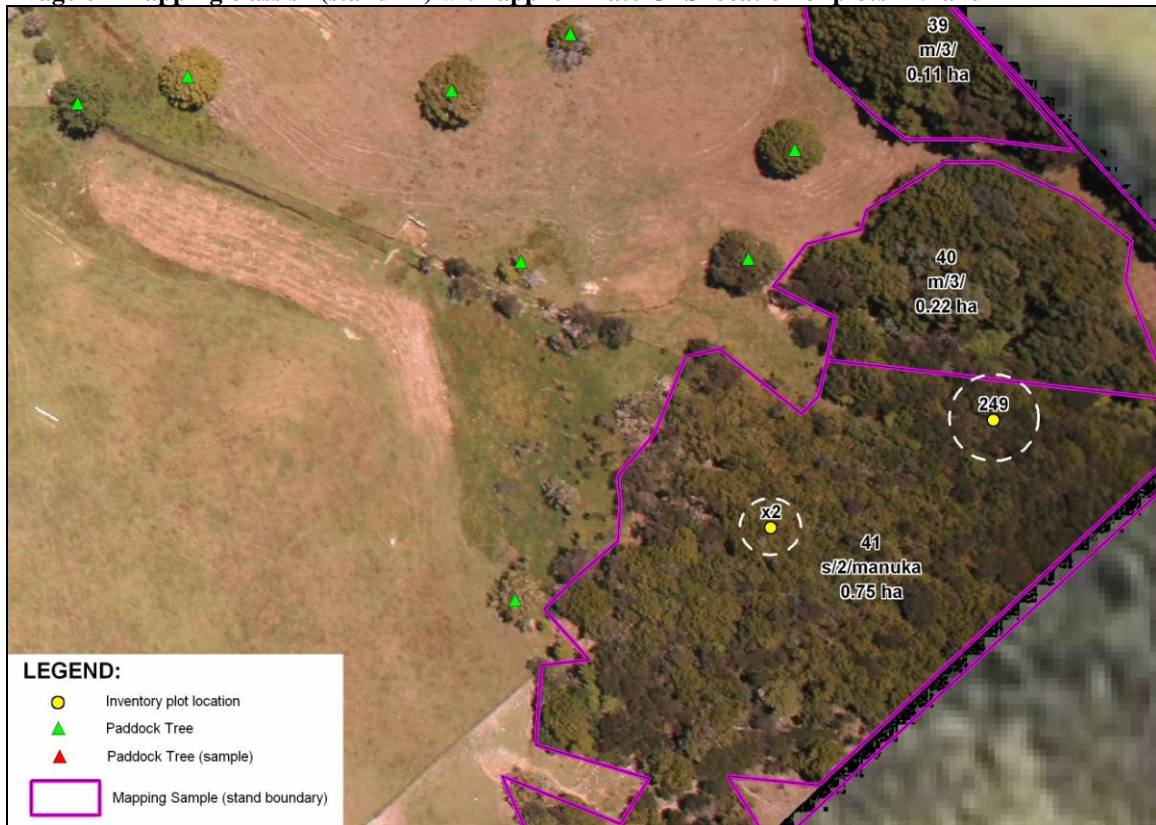 39
m/3/
0.11 ha
40
m/3/
0.22 ha
249
x2
41
s/2/manuka
0.75 ha
LEGEND:
Inventory plot location
Paddock Tree
Paddock Tree (sample)
Mapping Sample (stand boundary)